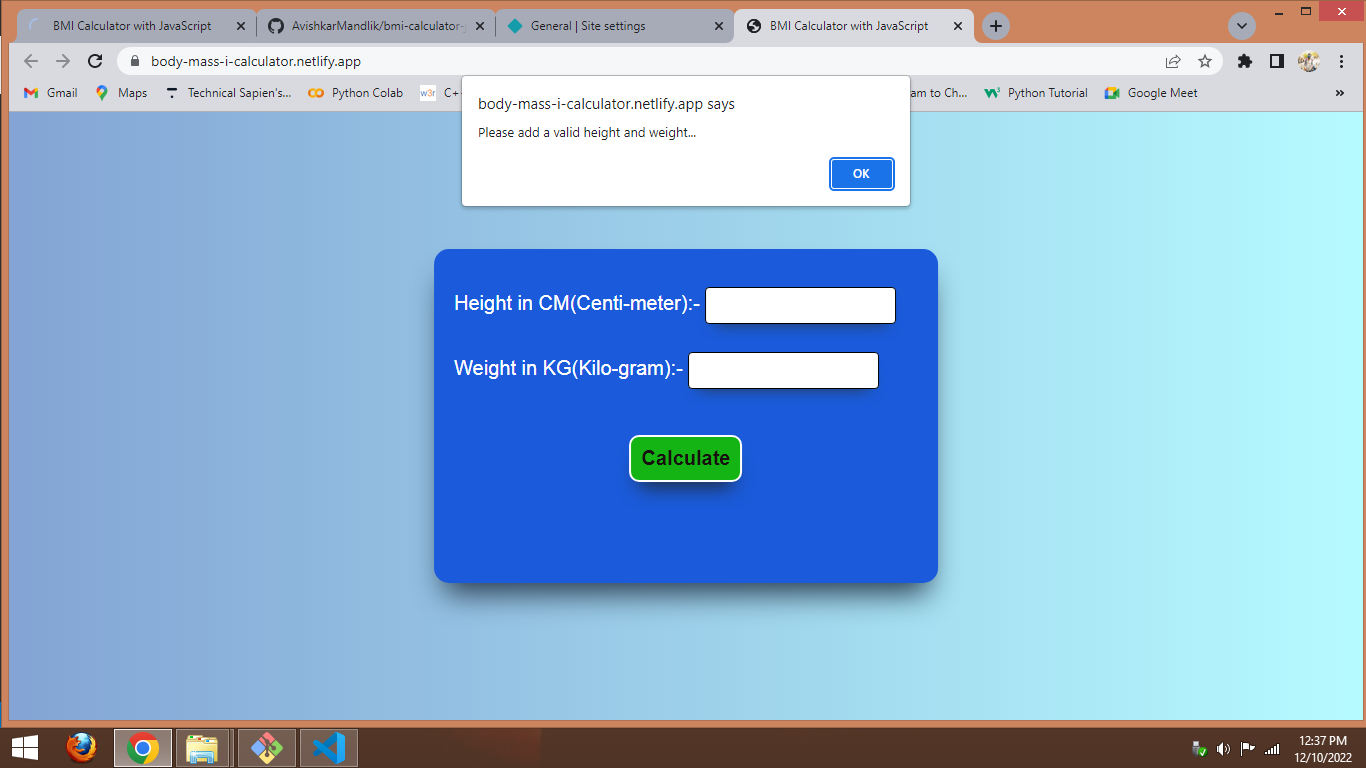 BMI Calculator with JavaScript
AvishkarMandlik/bmi-calculator-
General | Site settings
BMI Calculator with JavaScript
body-mass-i-calculator.netlify.app
Gmail
Maps
Technical Sapien's...
Python Colab
w3r C+
am to Ch...
Python Tutorial
Google Meet
»
body-mass-i-calculator.netlify.app says
Please add a valid height and weight...
OK
Height in CM(Centi-meter):-
Weight in KG(Kilo-gram):-
Calculate
12:37 PM
12/10/2022